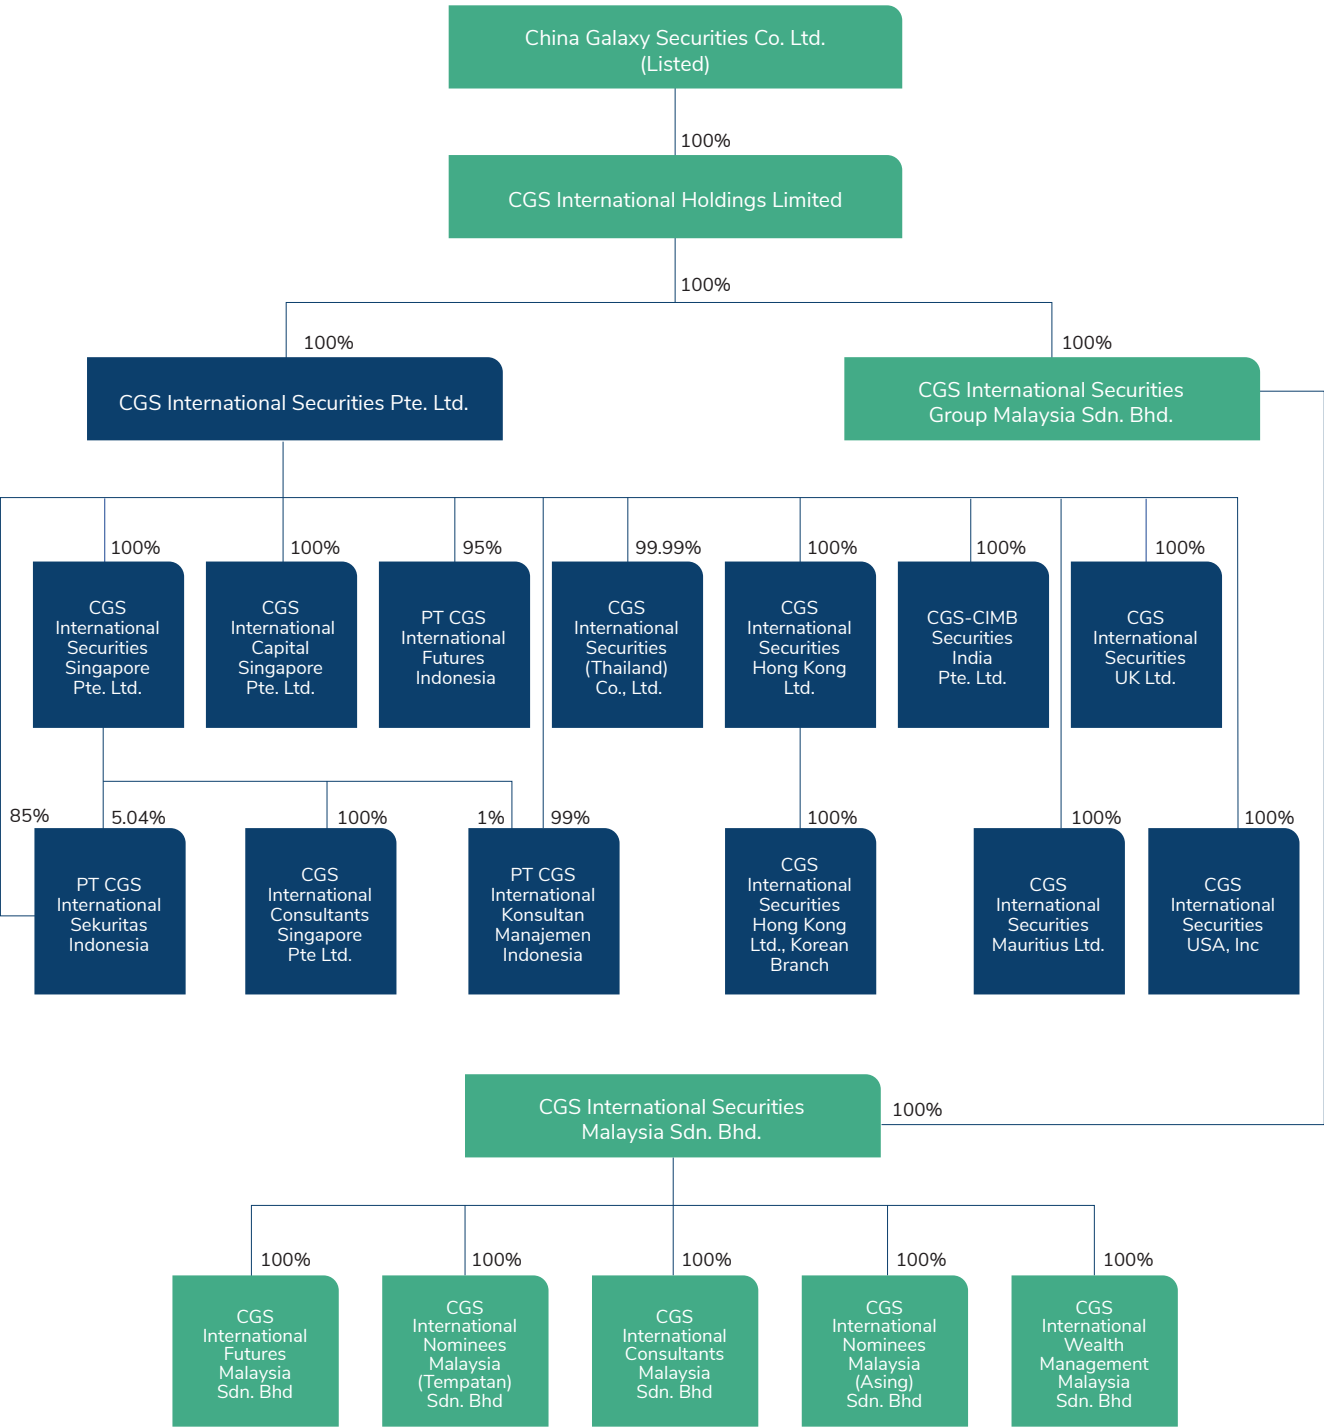 China Galaxy Securities Co. Ltd.
(Listed)
100%
CGS International Holdings Limited
100%
100%
100%
CGS International Securities Pte. Ltd.
CGS International Securities
Group Malaysia Sdn. Bhd.
100%
100%
95%
99.99%
100%
100%
100%
CGS
International
Securities
Singapore
Pte. Ltd.
CGS
International
Capital
Singapore
Pte. Ltd.
PT CGS
International
Futures
Indonesia
CGS
International
Securities
(Thailand)
Co., Ltd.
CGS
International
Securities
Hong Kong
Ltd.
CGS-CIMB
Securities
India
Pte. Ltd.
CGS
International
Securities
UK Ltd.
85%
5.04%
100%
1%
99%
100%
100%
100%
PT CGS
International
Sekuritas
Indonesia
CGS
International
Consultants
Singapore
Pte Ltd.
PT CGS
International
Konsultan
Manajemen
Indonesia
CGS
International
Securities
Hong Kong
Ltd., Korean
Branch
CGS
International
Securities
Mauritius Ltd.
CGS
International
Securities
USA, Inc
CGS International Securities
Malaysia Sdn. Bhd.
100%
100%
100%
100%
100%
100%
CGS
International
Futures
Malaysia
Sdn. Bhd
CGS
International
Nominees
Malaysia
(Tempatan)
Sdn. Bhd
CGS
International
Consultants
Malaysia
Sdn. Bhd
CGS
International
Nominees
Malaysia
(Asing)
Sdn. Bhd
CGS
International
Wealth
Management
Malaysia
Sdn. Bhd